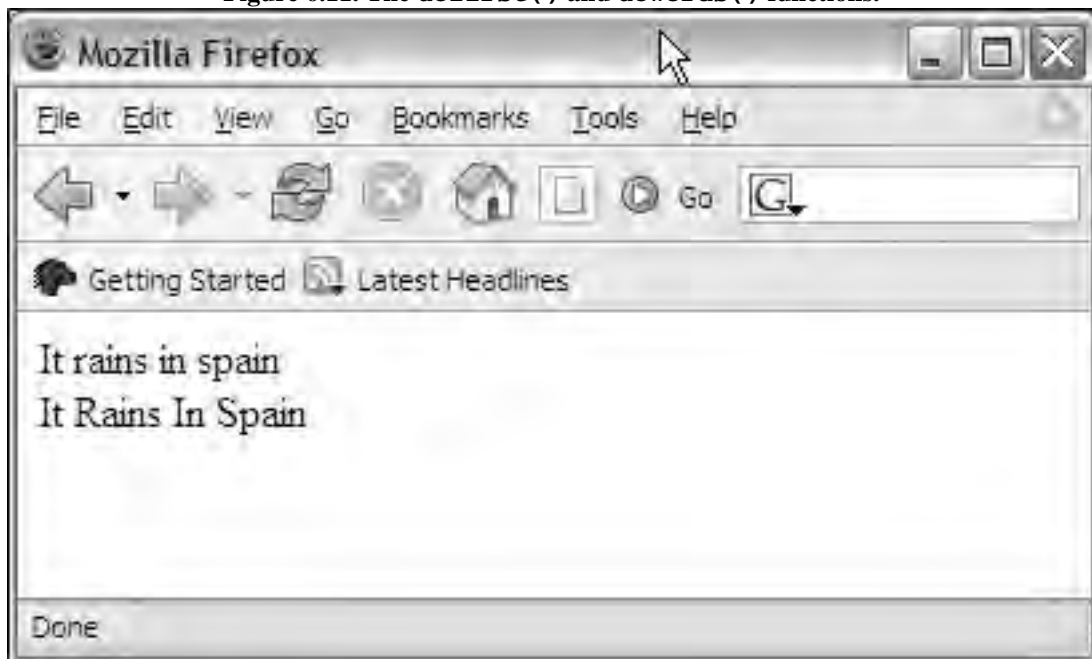 Mozilla Firefox
File Edit View Go Bookmarks Tools Help
Go G
Getting Started Latest Headlines
It rains in spain
It Rains In Spain
Done